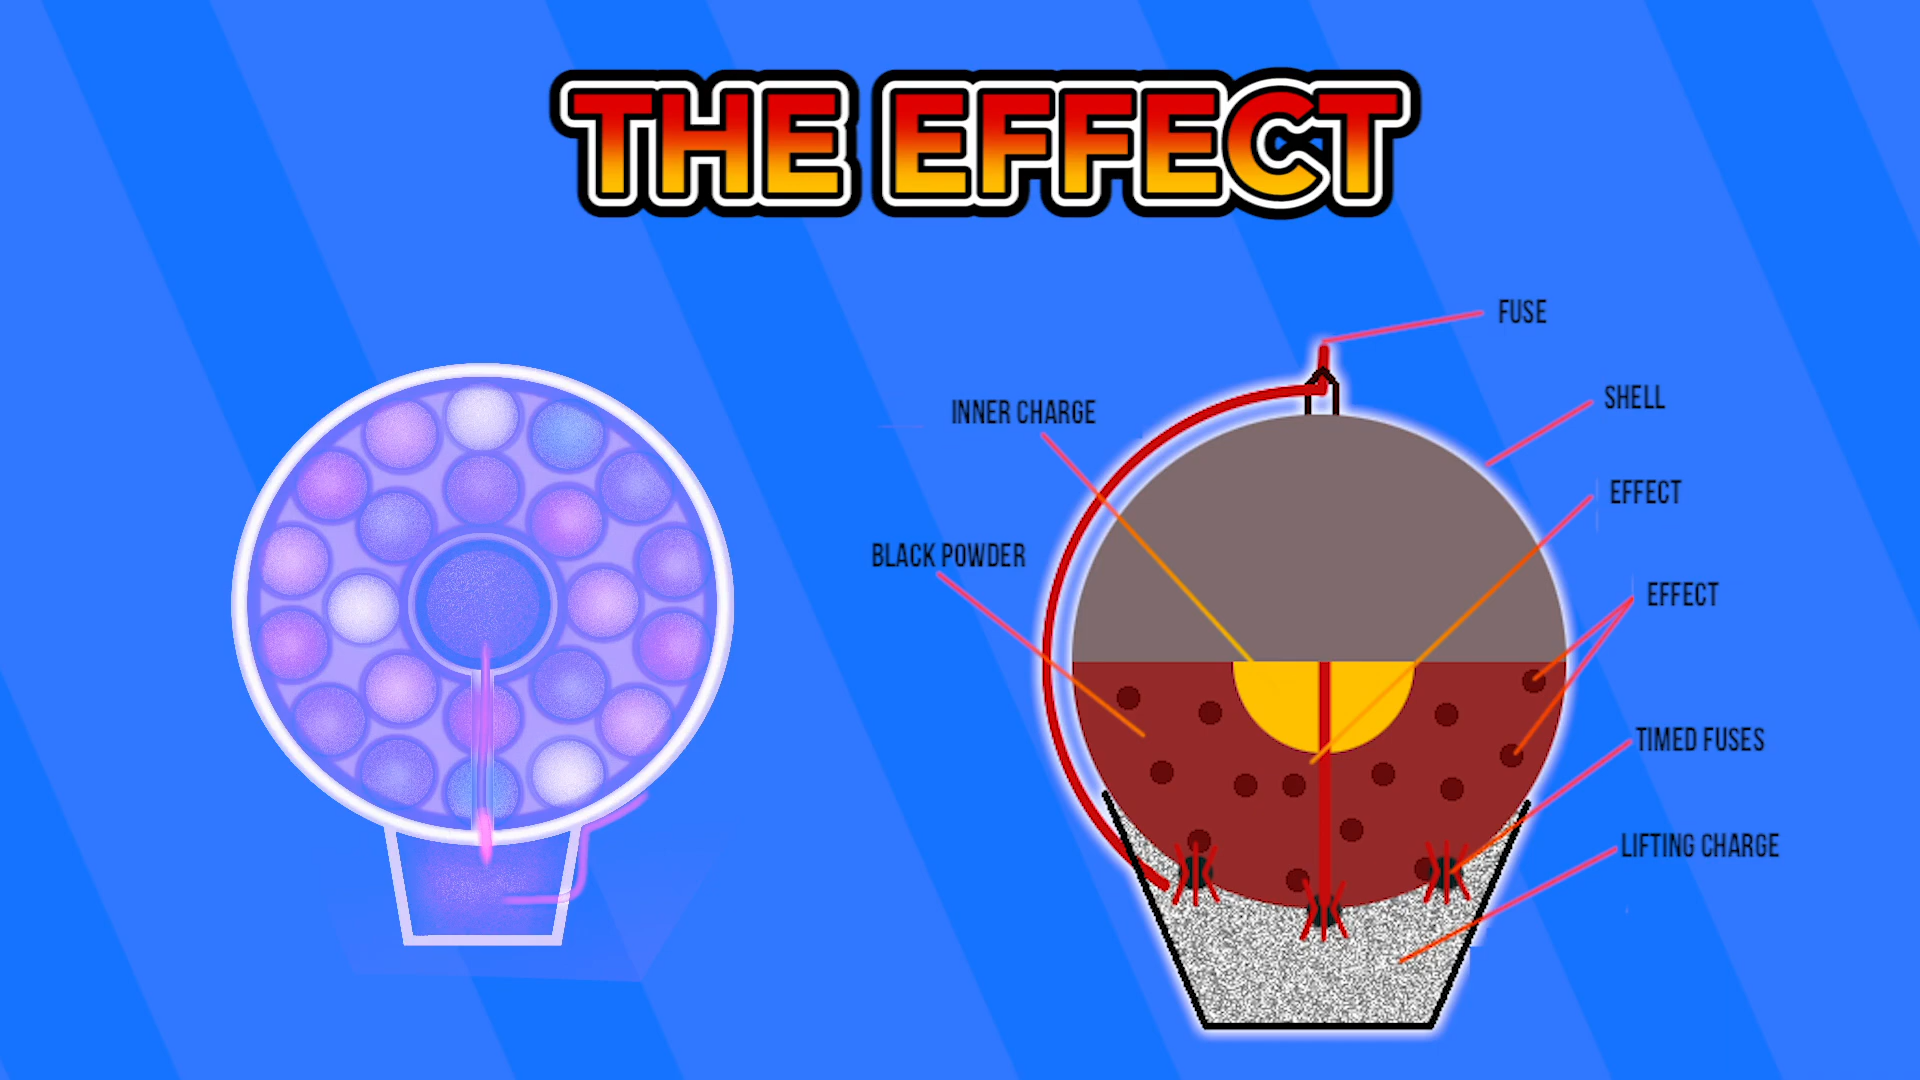 THE EFFECT
FUSE
SHELL
INNER CHARGE
EFFECT
BLACK POWDER
EFFECT
TIMED FUSES
LIFTING CHARGE